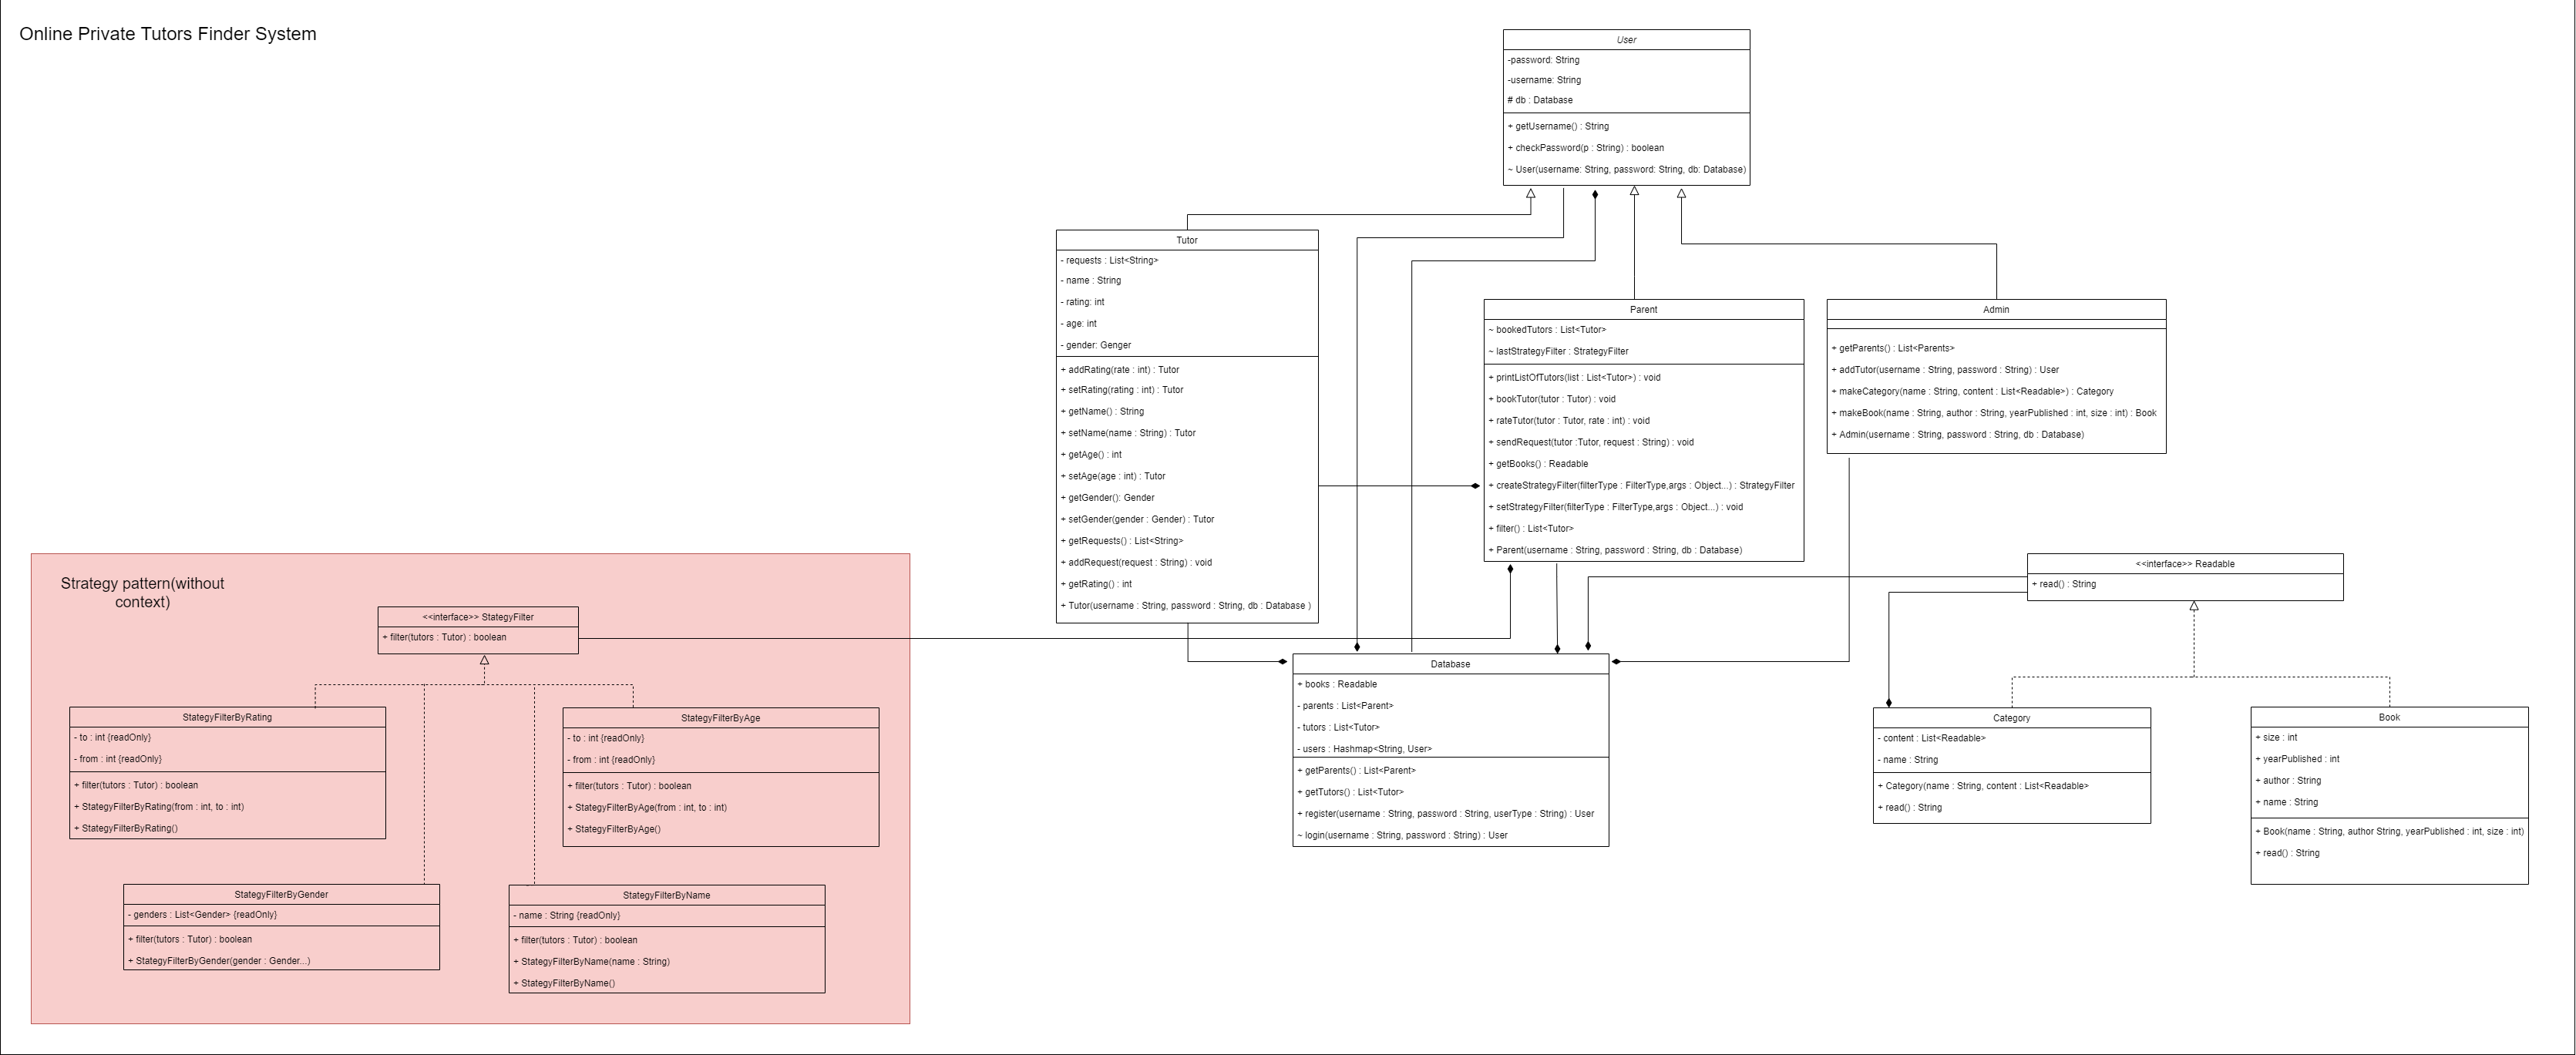 Online Private Tutors Finder System
User
-password: String
-username: String
# db : Database
+ getUsername() : String
+ checkPassword(p : String) : boolean
~ User(username: String, password: String, db: Database)
Tutor
- requests : List<String>
- name : String
- rating: int
- age: int
- gender: Genger
+ addRating(rate : int) : Tutor
+ setRating(rating : int) : Tutor
+ getName() : String
+ setName(name : String) : Tutor
+ getAge() : int
+ setAge(age : int) : Tutor
+ getGender(): Gender
+ setGender(gender : Gender) : Tutor
+ getRequests() : List<String>
+ addRequest(request : String) : void
+ getRating() : int
+ Tutor(username : String, password : String, db : Database )
Parent
~ bookedTutors : List<Tutor>
~ lastStrategyFilter : StrategyFilter
+ printListOfTutors(list : List<Tutor>) : void
+ bookTutor(tutor : Tutor) : void
+ rateTutor(tutor : Tutor, rate : int) : void
+ sendRequest(tutor :Tutor, request : String) : void
+ getBooks() : Readable
+ createStrategyFilter(filterType : FilterType,args : Object...) : StrategyFilter
+ setStrategyFilter(filterType : FilterType,args : Object...) : void
+ filter() : List<Tutor>
+ Parent(username : String, password : String, db : Database)
Admin
+ getParents() : List<Parents>
+ addTutor(username : String, password : String) : User
+ makeCategory(name : String, content : List<Readable>) : Category
+ makeBook(name : String, author : String, yearPublished : int, size : int) : Book
+ Admin(username : String, password : String, db : Database)
Strategy pattern(without
context)
<<interface>> StategyFilter
+ filter(tutors : Tutor) : boolean
StategyFilterByRating
- to : int {readOnly}
- from : int {readOnly}
+ filter(tutors : Tutor) : boolean
+ StategyFilterByRating(from : int, to : int)
+ StategyFilterByRating()
StategyFilterByAge
- to : int {readOnly}
- from : int {readOnly}
+ filter(tutors : Tutor) : boolean
+ StategyFilterByAge(from : int, to : int)
+ StategyFilterByAge()
StategyFilterByGender
- genders : List<Gender> {readOnly}
+ filter(tutors : Tutor) : boolean
+ StategyFilterByGender(gender : Gender...)
StategyFilterByName
- name : String {readOnly}
+ filter(tutors : Tutor) : boolean
+ StategyFilterByName(name : String)
+ StategyFilterByName()
Database
+ books : Readable
- parents : List<Parent>
- tutors : List<Tutor>
- users : Hashmap<String, User>
+ getParents() : List<Parent>
+ getTutors() : List<Tutor>
+ register(username : String, password : String, userType : String) : User
~ login(username : String, password : String) : User
<<interface>> Readable
+ read() : String
Category
- content : List<Readable>
- name : String
+ Category(name : String, content : List<Readable>
+ read() : String
Book
+ size : int
+ yearPublished : int
+ author : String
+ name : String
+ Book(name : String, author String, yearPublished : int, size : int)
+ read() : String